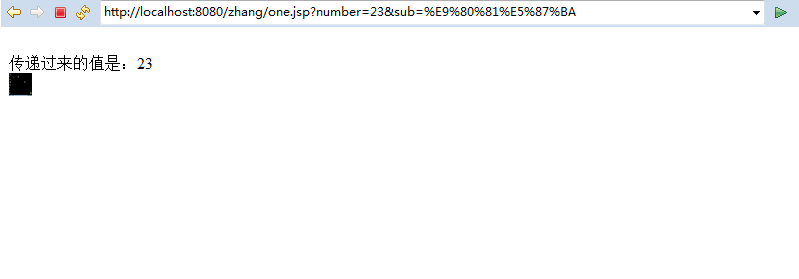 http://localhost:8080/zhang/one.jsp?number=23&sub=%E9%80%81%E5%87%BA
传递过来的值是：23